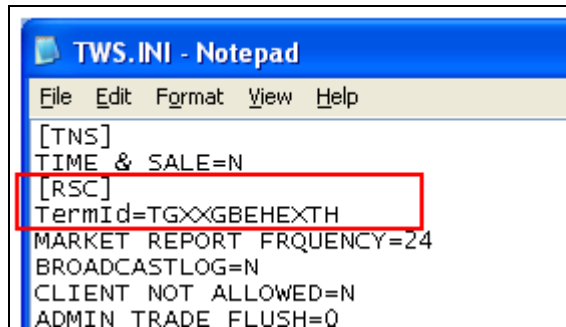 TWS.INI - Notepad
File Edit Format View Help
[TNS]
TIME & SALE=N
[RSC]
TermId=TGXXGBEHEXTH
MARKET REPORT FRQUENCY=24
BROADCASTLOG=N
CLIENT NOT ALLOWED=N
ADMIN TRADE FLUSH=0